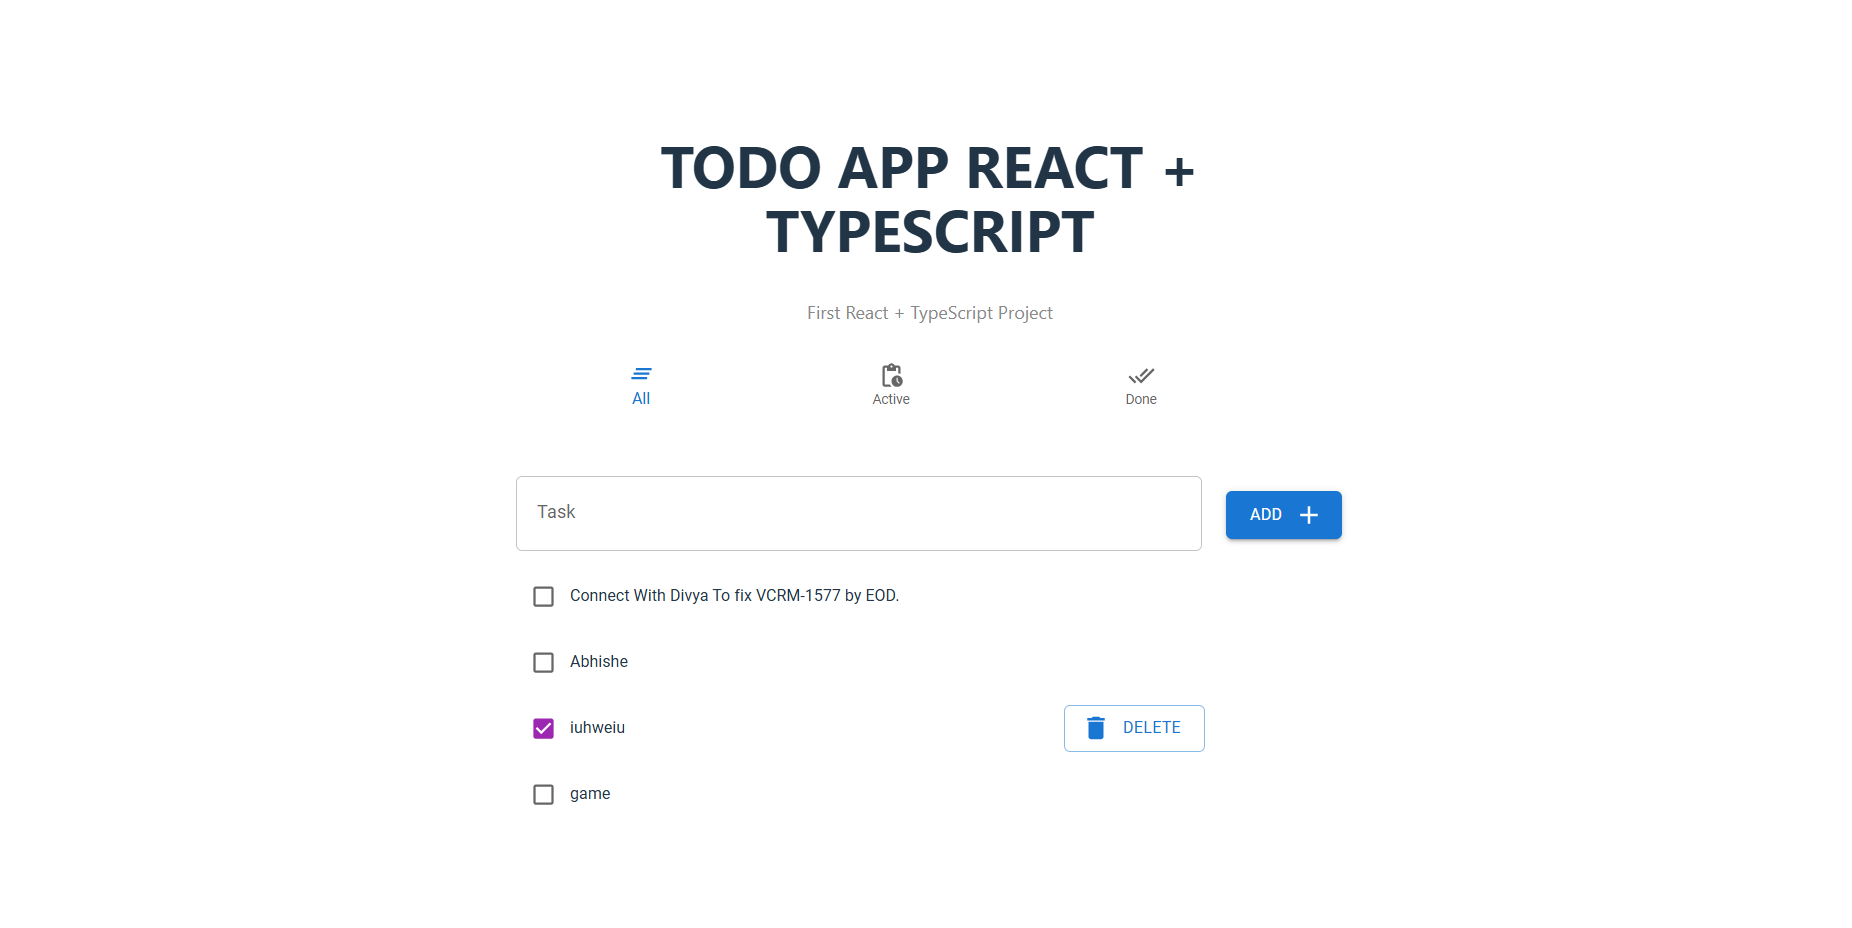 TODO APP REACT +
TYPESCRIPT
First React + TypeScript Project
All
Active
Done
Task
ADD
Connect With Divya To fix VCRM-1577 by EOD.
Abhishe
iuhweiu
DELETE
game